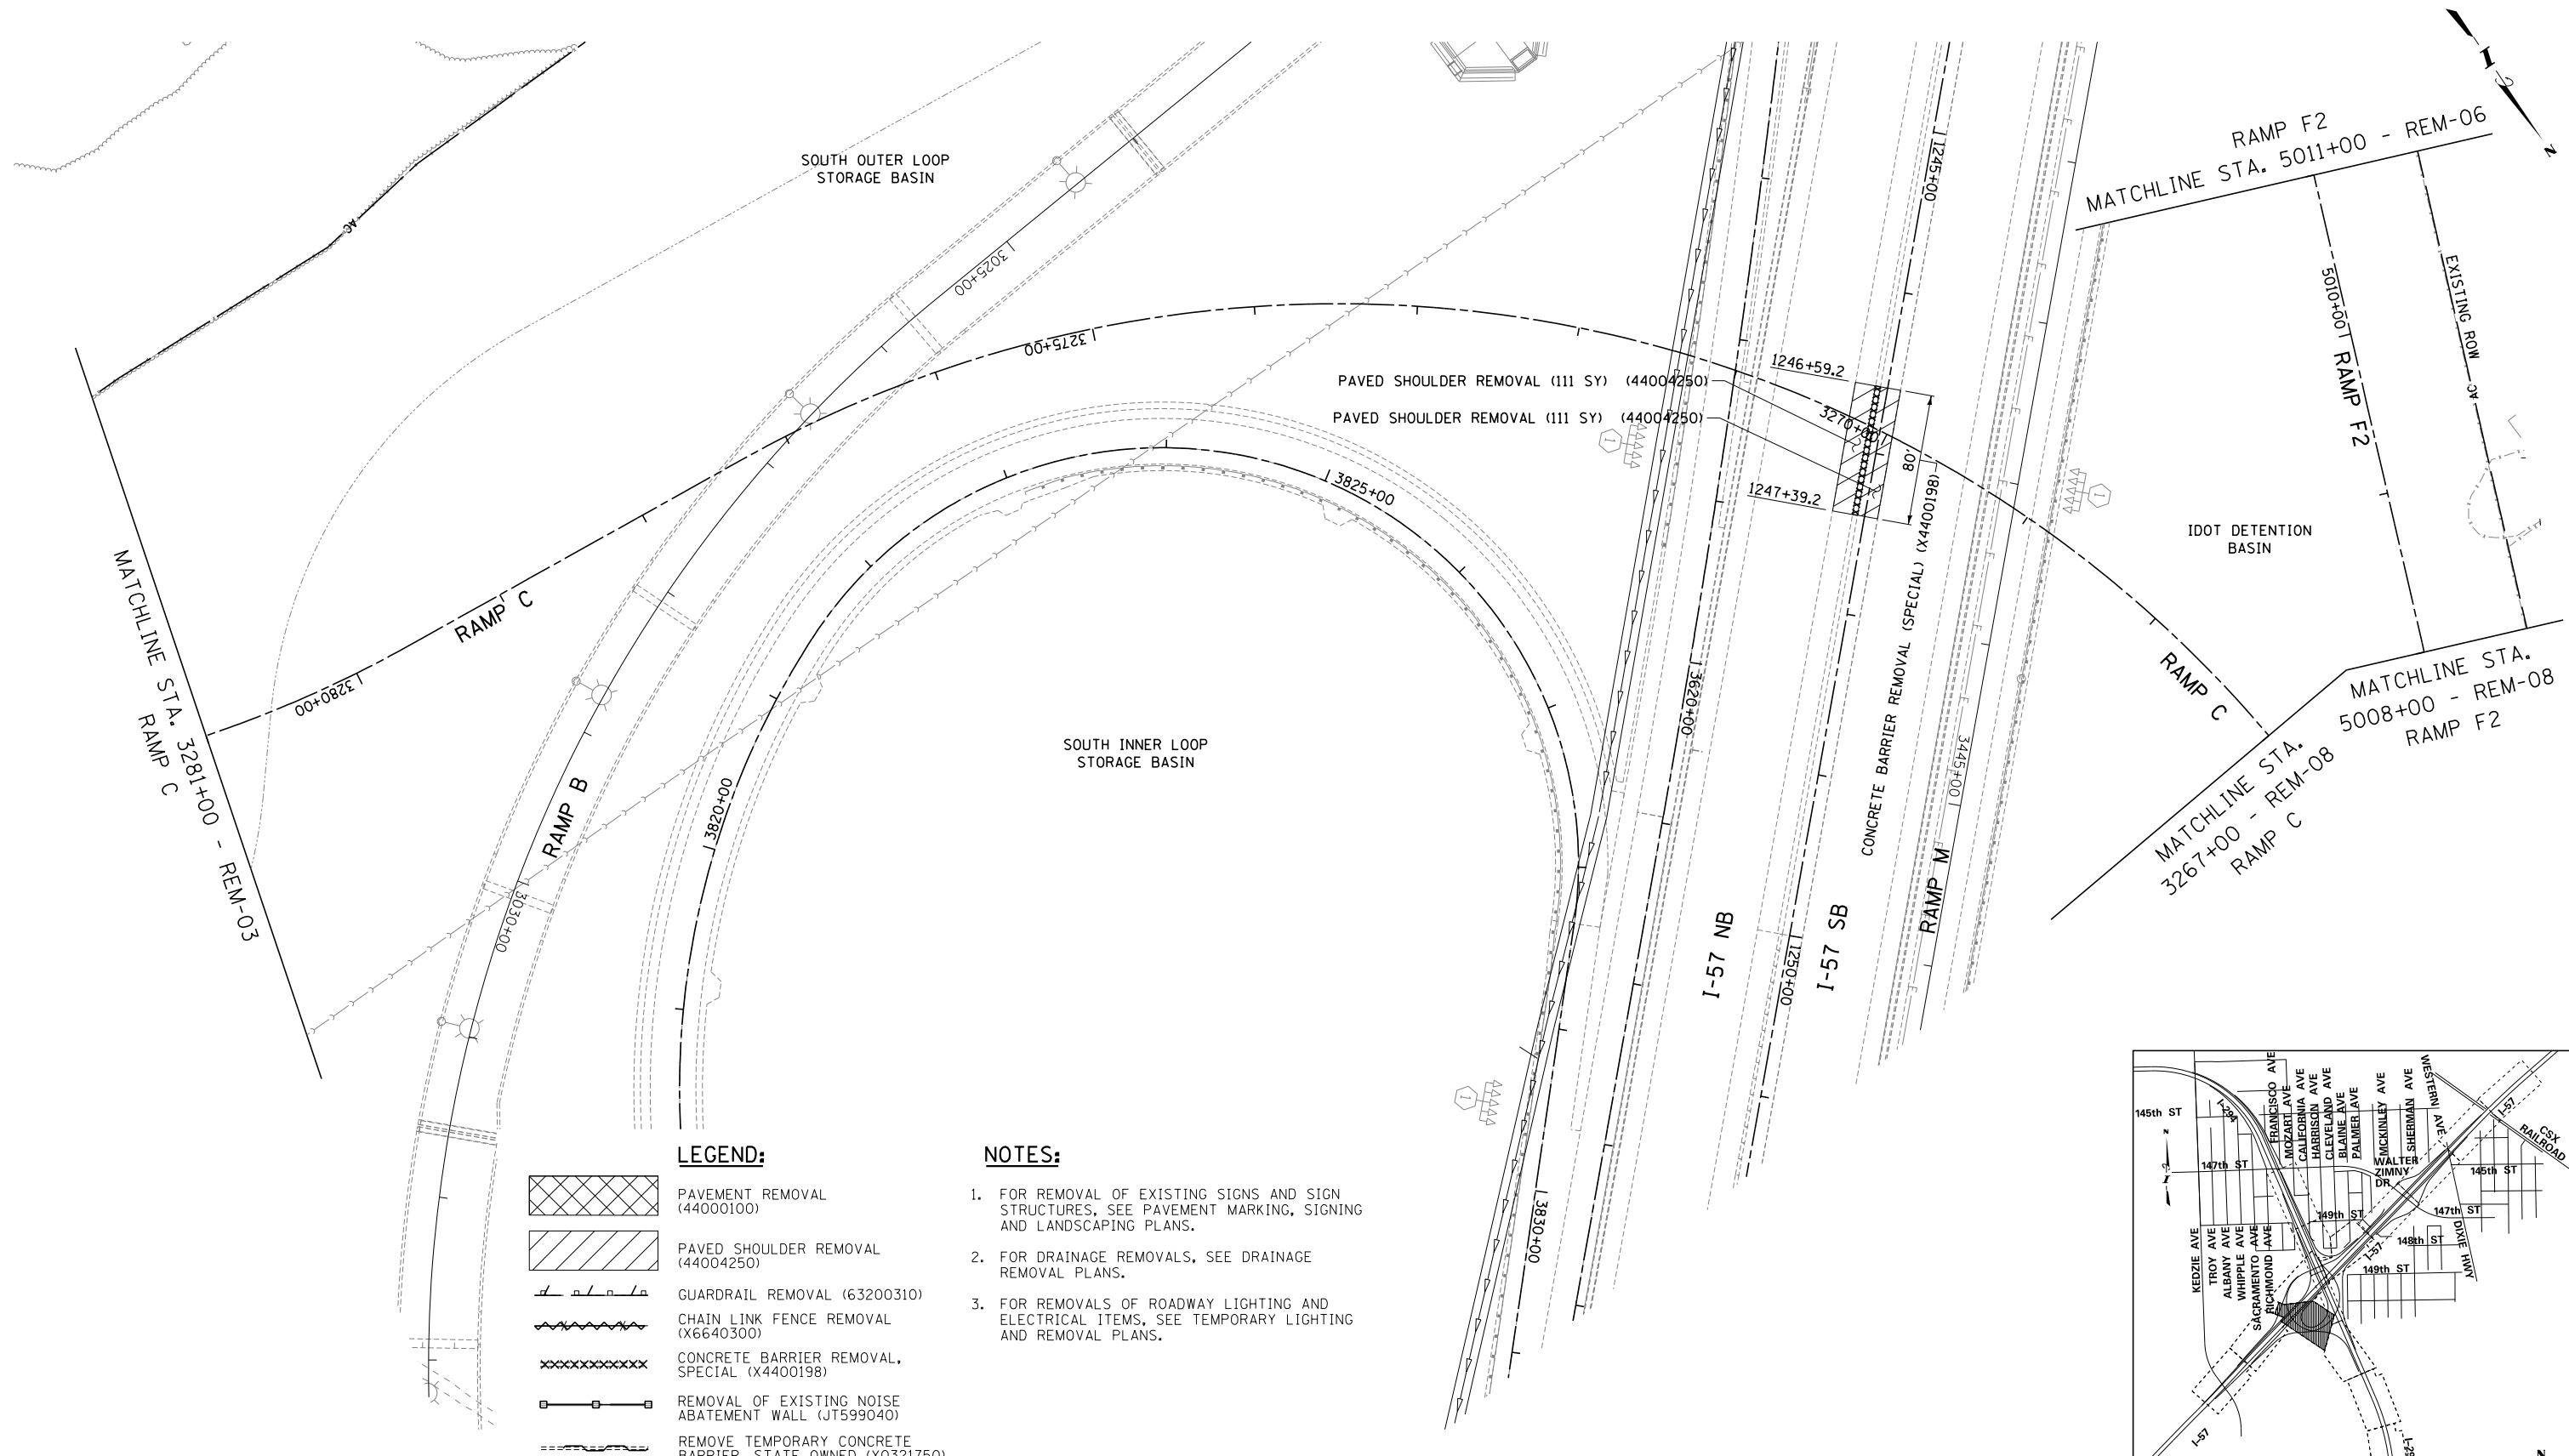 SOUTH OUTER LOOP
STORAGE BASIN
AC
3025+00
3275+00
RAMP F2
MATCHLINE STA. 5011+00 - REM-06
1245+00
EXISTING ROW
AC
5010+00
RAMP F2
1246+59.2
PAVED SHOULDER REMOVAL (111 SY) (44004250)
PAVED SHOULDER REMOVAL (111 SY) (44004250)
3270+00
80'
1247+39.2
3825+00
1
1
IDOT DETENTION
BASIN
CONCRETE BARRIER REMOVAL (SPECIAL) (X4400198)
MATCHLINE STA. 3281+00 - REM-03
RAMP C
RAMP C
3280+00
3620+00
SOUTH INNER LOOP
STORAGE BASIN
3445+00
RAMP C
MATCHLINE STA.
5008+00 - REM-08
RAMP F2
MATCHLINE STA.
3267+00 - REM-08
RAMP C
RAMP B
3820+00
3030+00
RAMP M
I-57 NB
I-57 SB
1250+00
1
3830+00
LEGEND:
PAVEMENT REMOVAL
(44000100)
PAVED SHOULDER REMOVAL
(44004250)
GUARDRAIL REMOVAL (63200310)
CHAIN LINK FENCE REMOVAL
(X6640300)
CONCRETE BARRIER REMOVAL,
SPECIAL (X4400198)
REMOVAL OF EXISTING NOISE
ABATEMENT WALL (JT599040)
REMOVE TEMPORARY CONCRETE
BARRIER, STATE OWNED (X0321750)
NOTES:
1. FOR REMOVAL OF EXISTING SIGNS AND SIGN
STRUCTURES, SEE PAVEMENT MARKING, SIGNING
AND LANDSCAPING PLANS.
2. FOR DRAINAGE REMOVALS, SEE DRAINAGE
REMOVAL PLANS.
3. FOR REMOVALS OF ROADWAY LIGHTING AND
ELECTRICAL ITEMS, SEE TEMPORARY LIGHTING
AND REMOVAL PLANS.
145th ST
I-294
FRANCISCO AVE
MOZART AVE
CALIFORNIA AVE
HARRISON AVE
CLEVELAND AVE
BLAINE AVE
PALMER AVE
MCKINLEY AVE
SHERMAN AVE
WESTERN AVE
I-57
CSX
RAILROAD
147th ST
WALTER
ZIMNY
DR.
145th ST
147th ST
149th ST
148th ST
I-57
149th ST
DIXIE HWY
KEDZIE AVE
TROY AVE
ALBANY AVE
WHIPPLE AVE
SACRAMENTO AVE
RICHMOND AVE
I-57